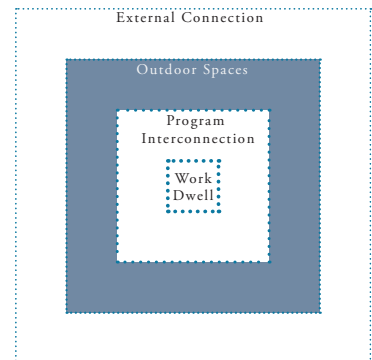 External Connection
Outdoor Spaces
Program
Interconnection
Work
Dwell